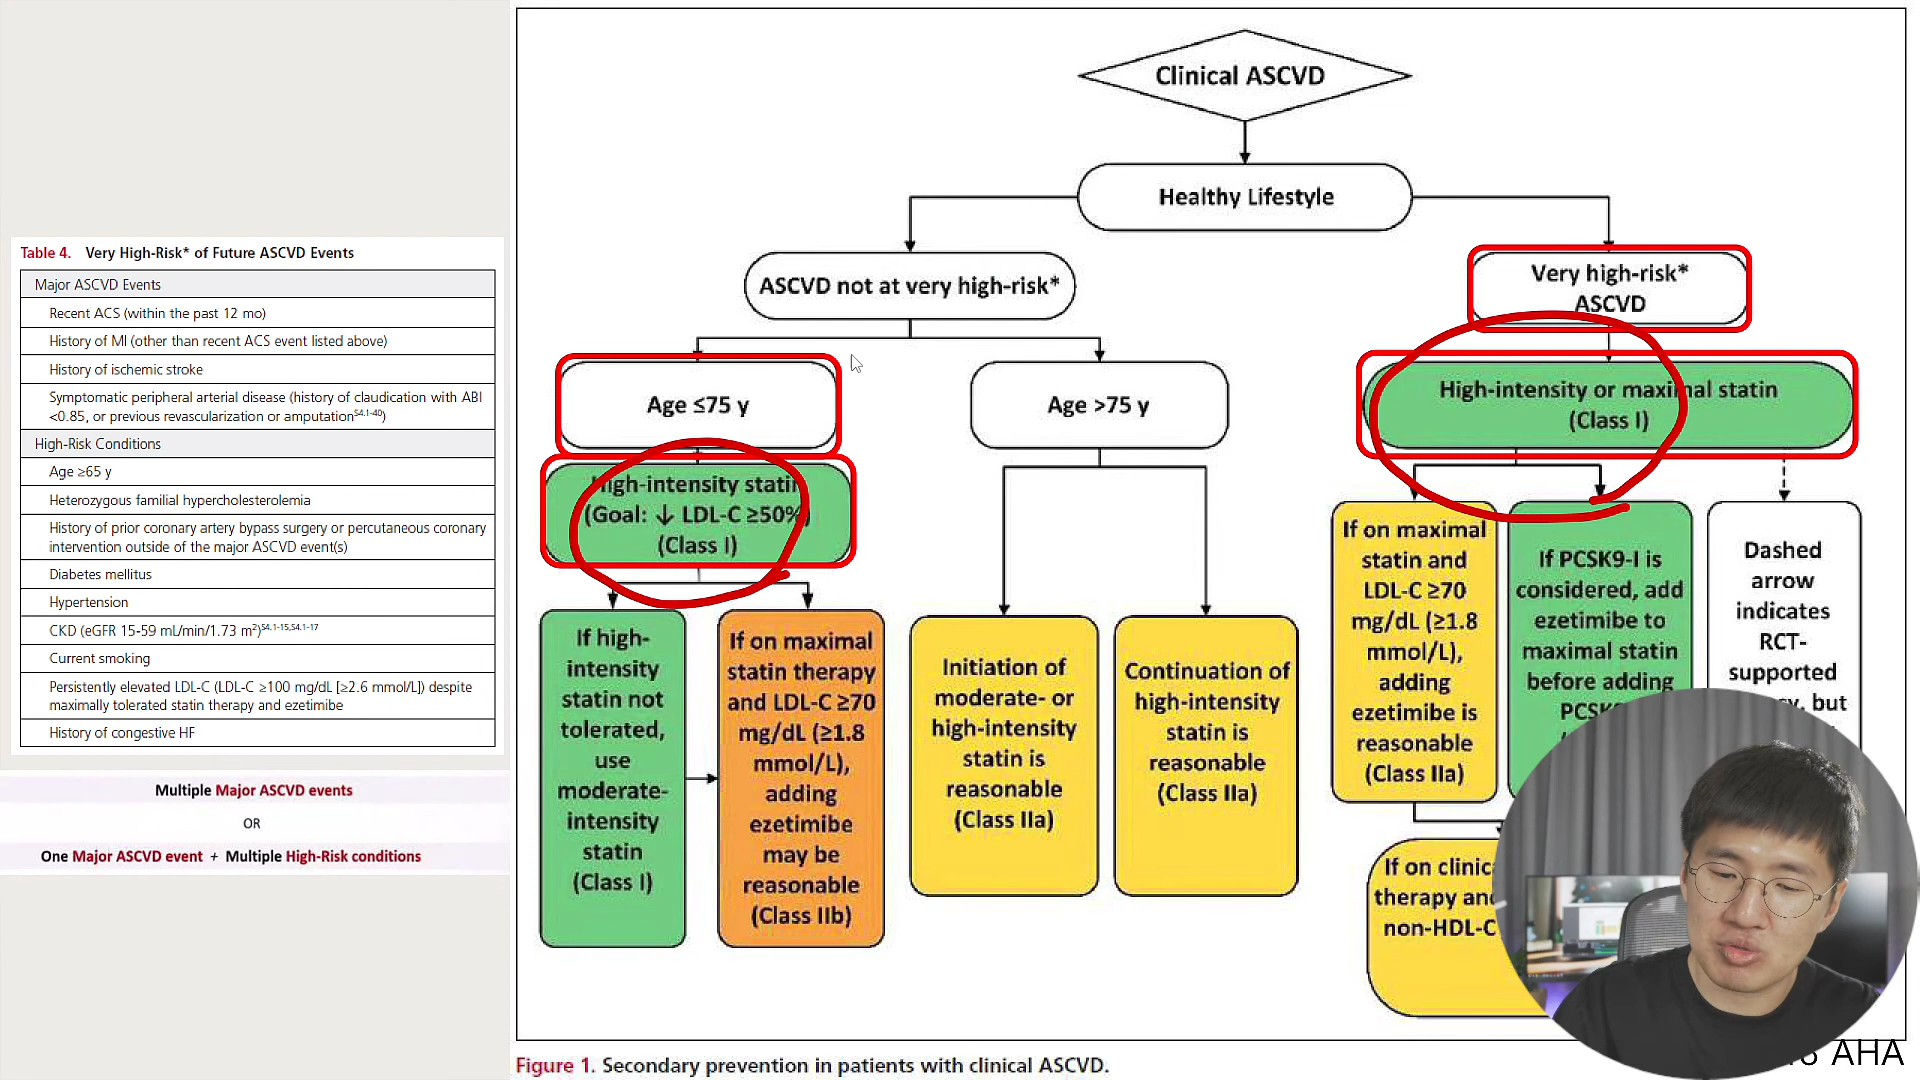 Table 4. Very High-Risk* of Future ASCVD Events
Major ASCVD Events
Recent ACS (within the past 12 mo)
History of MI (other than recent ACS event listed above)
History of ischemic stroke
Symptomatic peripheral arterial disease (history of claudication with ABI
<0.85, or previous revascularization or amputationS4.1-40)
High-Risk Conditions
Age ≥65 y
Heterozygous familial hypercholesterolemia
History of prior coronary artery bypass surgery or percutaneous coronary
intervention outside of the major ASCVD event(s)
Diabetes mellitus
Hypertension
CKD (eGFR 15-59 mL/min/1.73 m²)S4.1-15,S4.1-17
Current smoking
Persistently elevated LDL-C (LDL-C ≥100 mg/dL [≥2.6 mmol/L]) despite
maximally tolerated statin therapy and ezetimibe
History of congestive HF
Multiple Major ASCVD events
OR
One Major ASCVD event + Multiple High-Risk conditions
Clinical ASCVD
Healthy Lifestyle
ASCVD not at very high-risk*
Very high-risk*
ASCVD
Age ≤75 y
Age >75 y
High-intensity or maximal statin
(Class I)
High-intensity statin
(Goal: ↓ LDL-C ≥50%)
(Class I)
If high-
intensity
statin not
tolerated,
use
moderate-
intensity
statin
(Class I)
If on maximal
statin therapy
and LDL-C ≥70
mg/dL (≥1.8
mmol/L),
adding
ezetimibe
may be
reasonable
(Class IIb)
Initiation of
moderate- or
high-intensity
statin is
reasonable
(Class IIa)
Continuation of
high-intensity
statin is
reasonable
(Class IIa)
If on maximal
statin and
LDL-C ≥70
mg/dL (≥1.8
mmol/L),
adding
ezetimibe is
reasonable
(Class IIa)
If PCSK9-I is
considered, add
ezetimibe to
maximal statin
before adding
Dashed
arrow
indicates
RCT-
supported
but
If on
therapy
non-HDL-C
Figure 1. Secondary prevention in patients with clinical ASCVD.
AHA